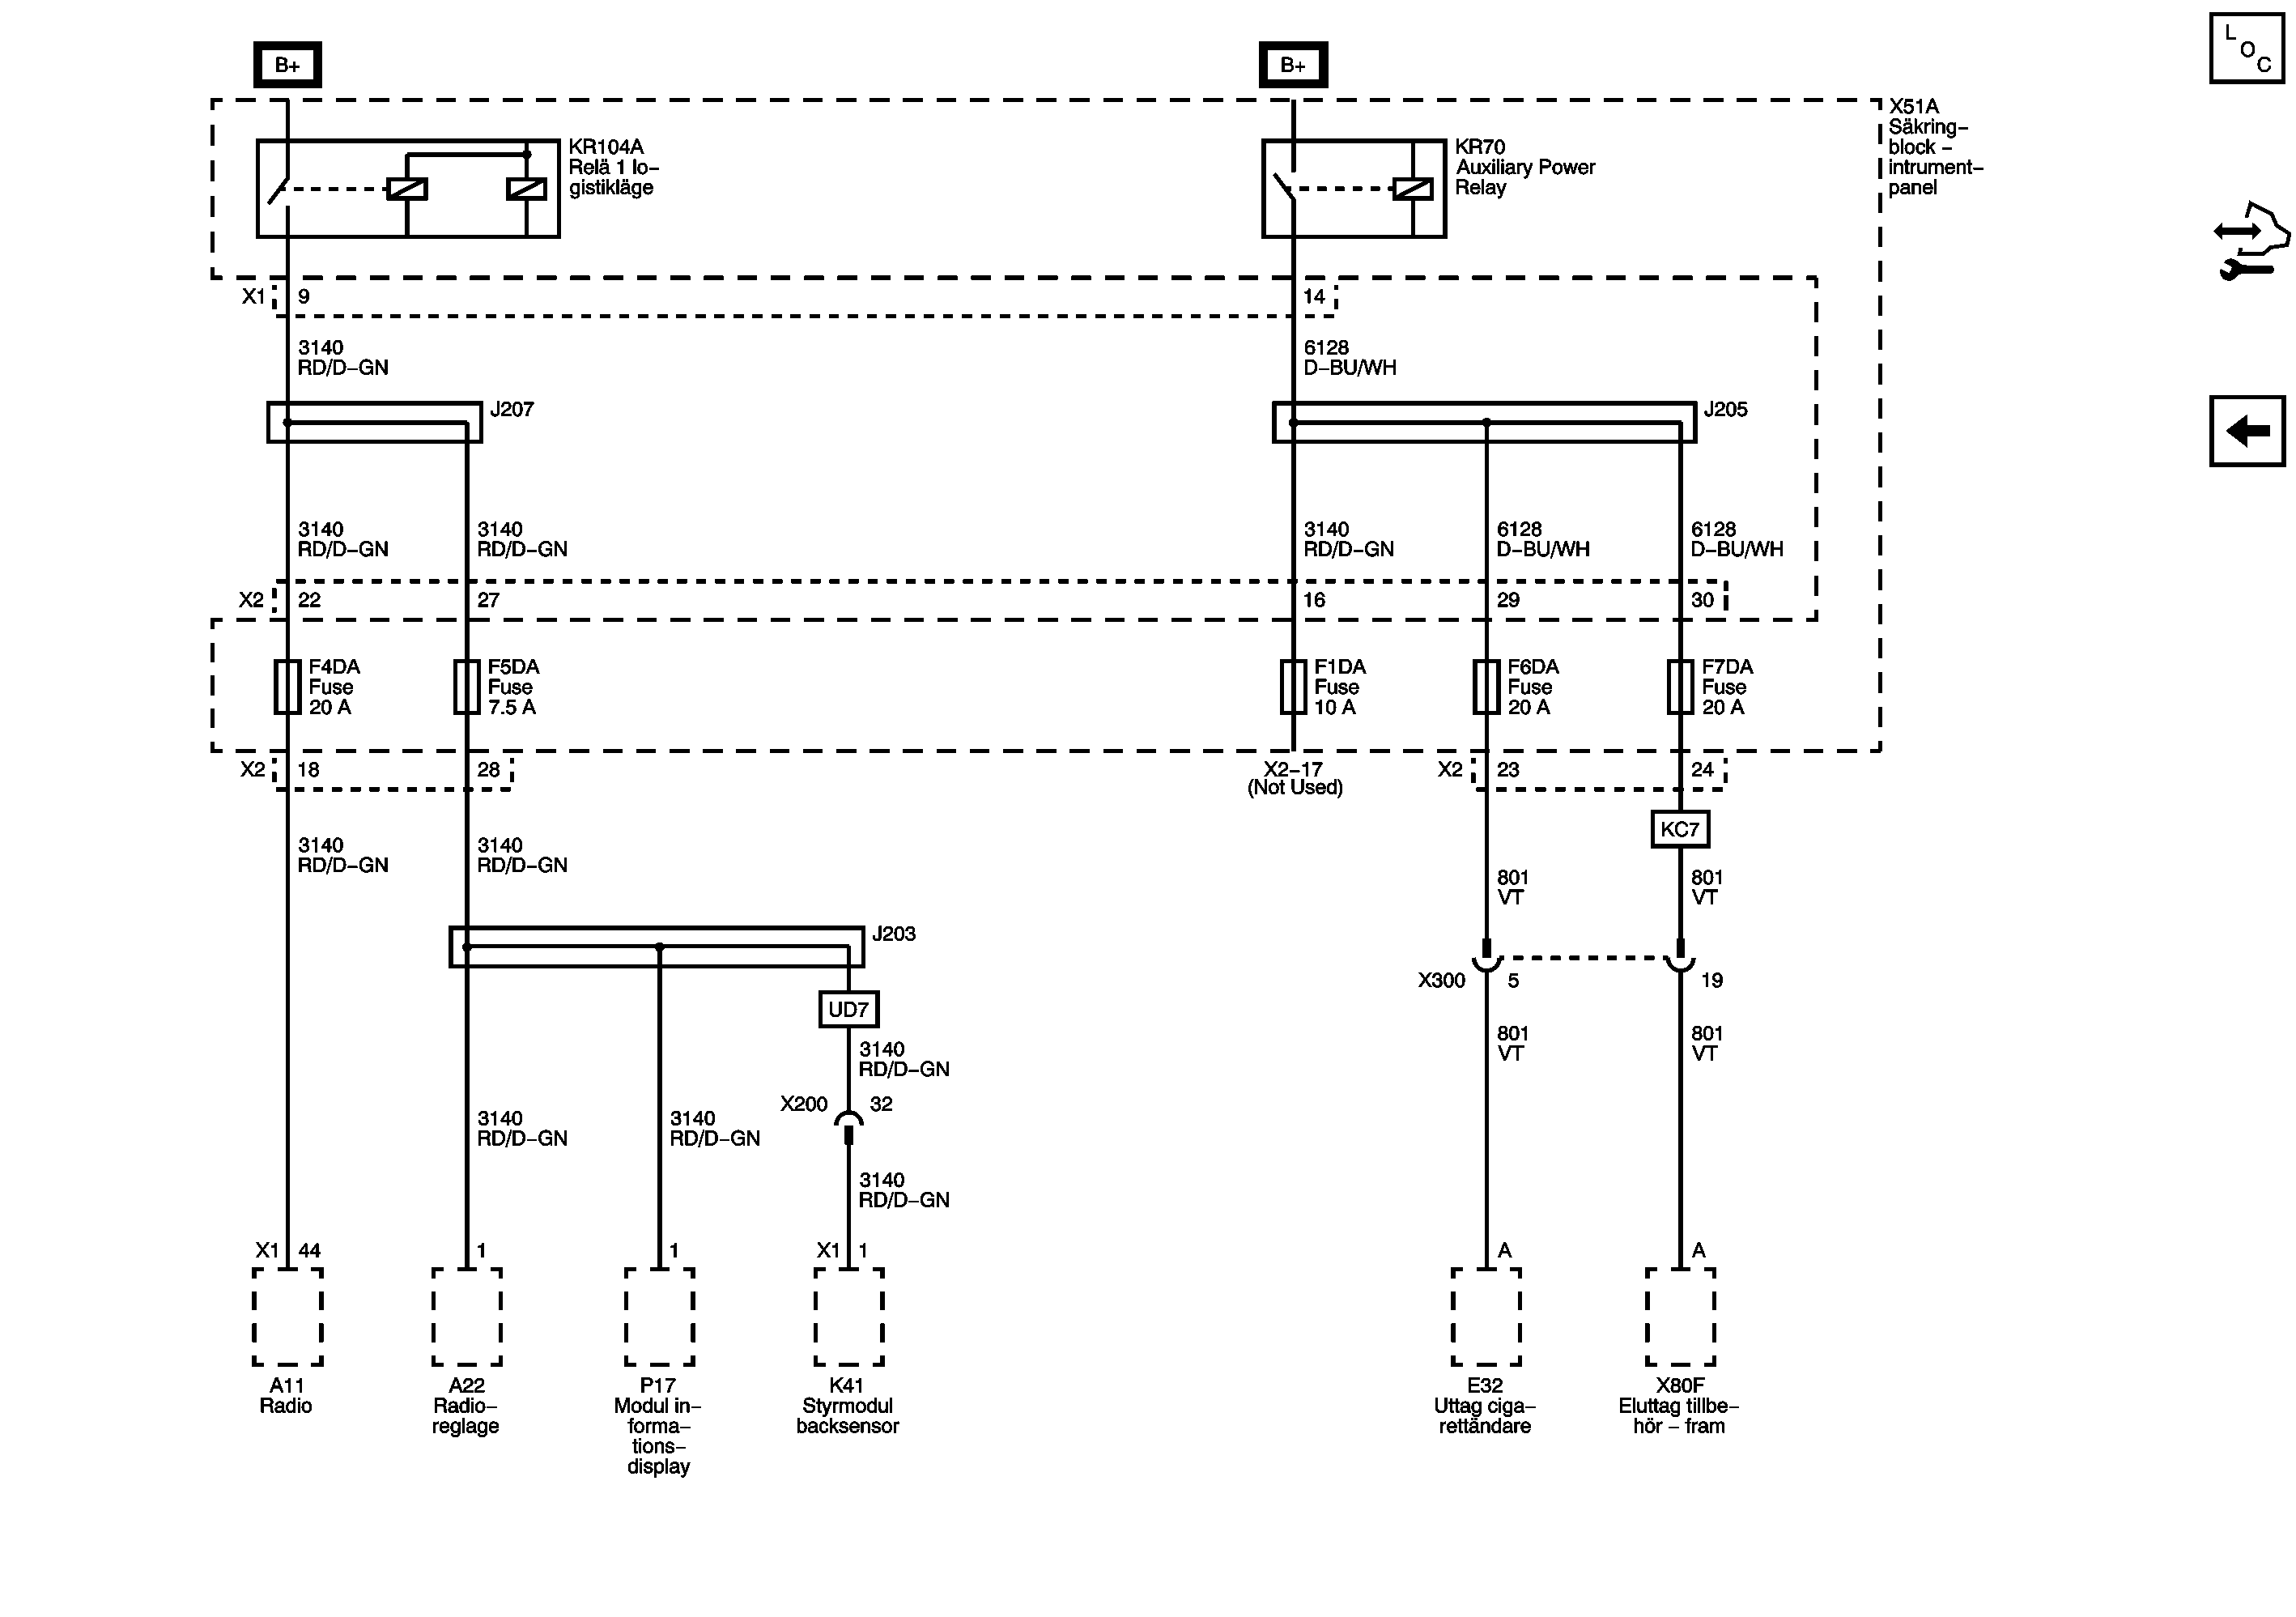 B+
B+
L
O
C
X51A
Säkring–
block –
intrument–
panel
KR104A
Relä 1 lo–
gistikläge
KR70
Auxiliary Power
Relay
X1
9
14
3140
RD/D–GN
6128
D–BU/WH
J207
J205
3140
RD/D–GN
3140
RD/D–GN
3140
RD/D–GN
6128
D–BU/WH
6128
D–BU/WH
X2
22
27
16
29
30
F4DA
Fuse
20 A
F5DA
Fuse
7.5 A
F1DA
Fuse
10 A
F6DA
Fuse
20 A
F7DA
Fuse
20 A
X2
18
28
X2–17
(Not Used)
X2
23
24
KC7
3140
RD/D–GN
3140
RD/D–GN
801
VT
801
VT
J203
X300
5
19
UD7
3140
RD/D–GN
801
VT
801
VT
X200
32
3140
RD/D–GN
3140
RD/D–GN
3140
RD/D–GN
X1
44
1
1
X1
1
A
A
A11
Radio
A22
Radio–
reglage
P17
Modul in–
forma–
tions–
display
K41
Styrmodul
backsensor
E32
Uttag ciga–
rettändare
X80F
Eluttag tillbe–
hör – fram